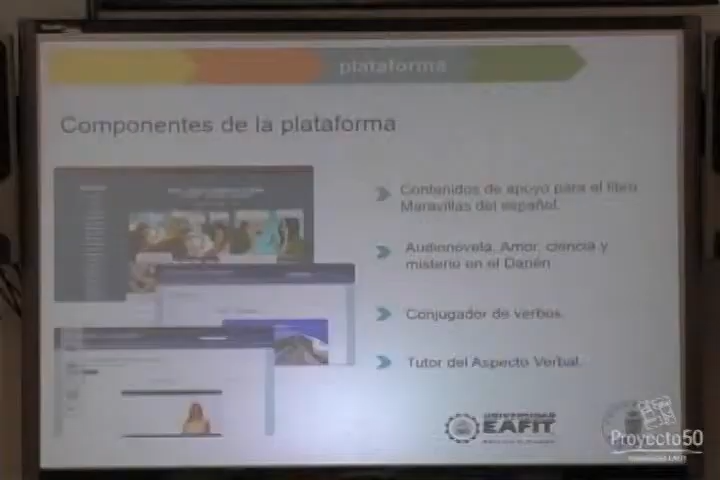 plataforma
Componentes de la plataforma
Contenidos de apoyo para el libro
Maravillas del español.
Audionovela. Amor, ciencia y
misterio en el Darién
Conjugador de verbos.
Tutor del Aspecto Verbal.
UNIVERSIDAD
EAFIT
Proyecto50